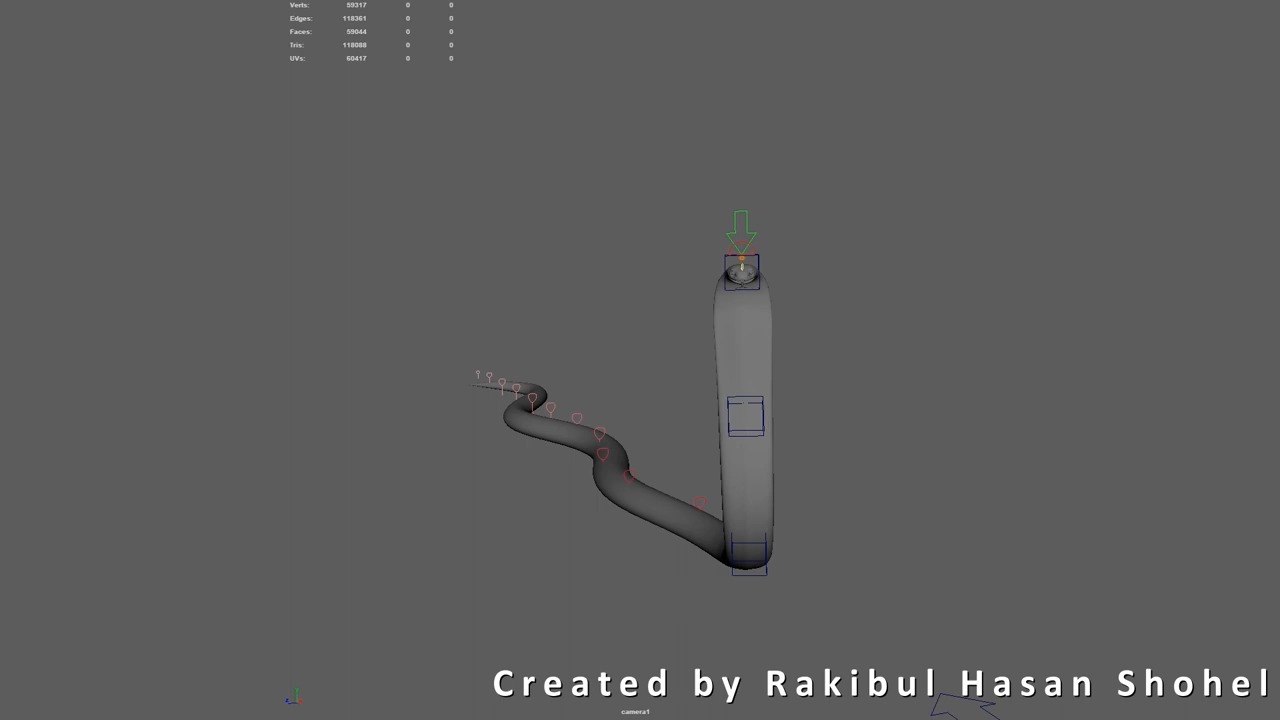 Verts: 59317 0 0
Edges: 118361 0 0
Faces: 59044 0 0
Tris: 118088 0 0
UVs: 60417 0 0
Created by Rakibul Hasan Shohel
camera1